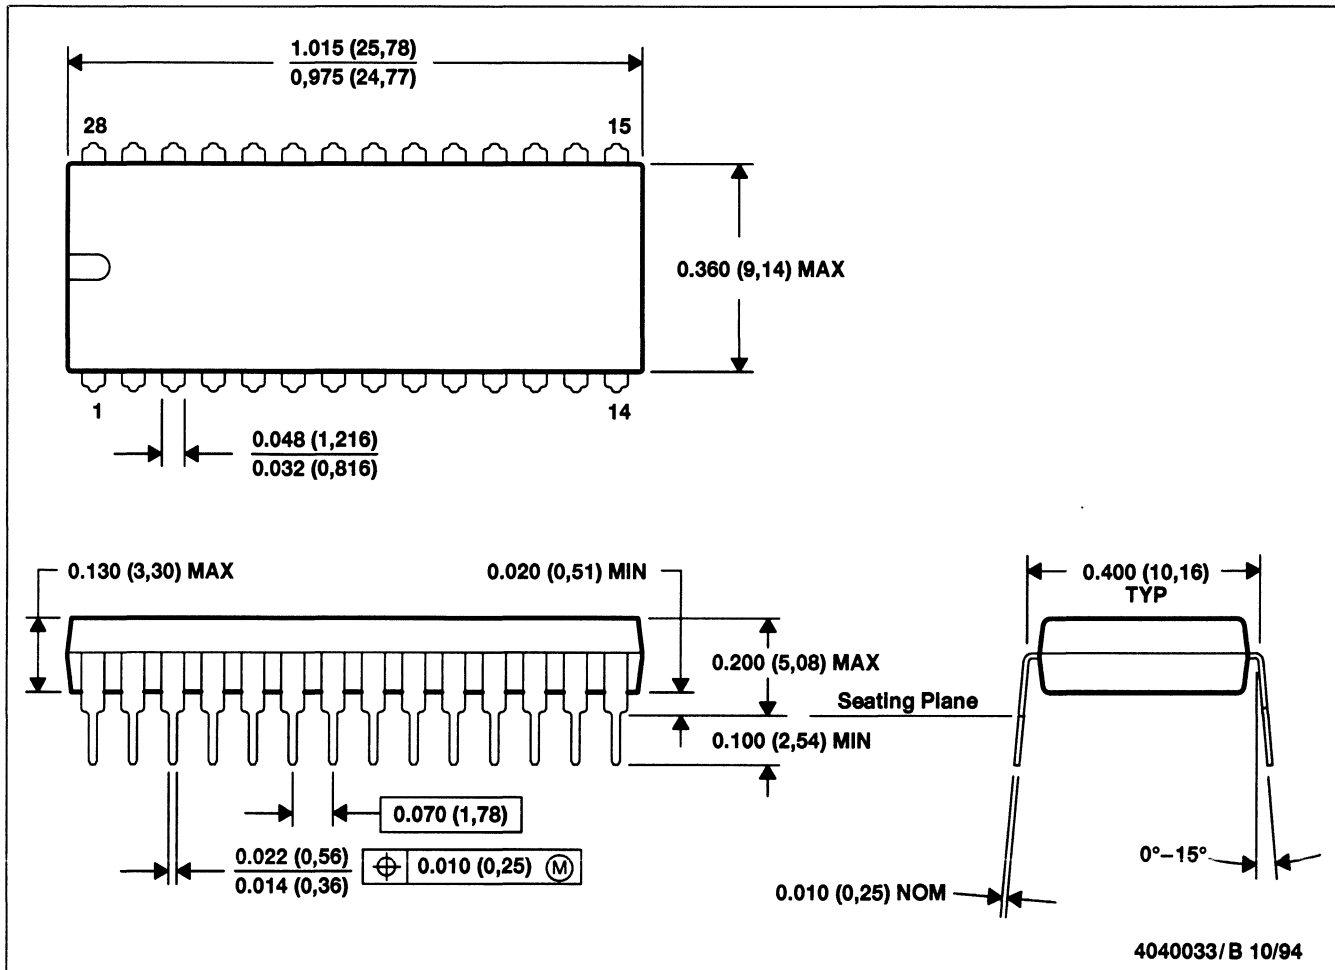 1.015 (25,78)
0,975 (24,77)
28
15
0.360 (9,14) MAX
1
14
0.048 (1,216)
0.032 (0,816)
0.130 (3,30) MAX
0.020 (0,51) MIN
0.400 (10,16)
TYP
0.200 (5,08) MAX
Seating Plane
0.100 (2,54) MIN
0.070 (1,78)
0.022 (0,56)
0.014 (0,36)
0.010 (0,25) Ⓜ
0°–15°
0.010 (0,25) NOM
4040033/B 10/94